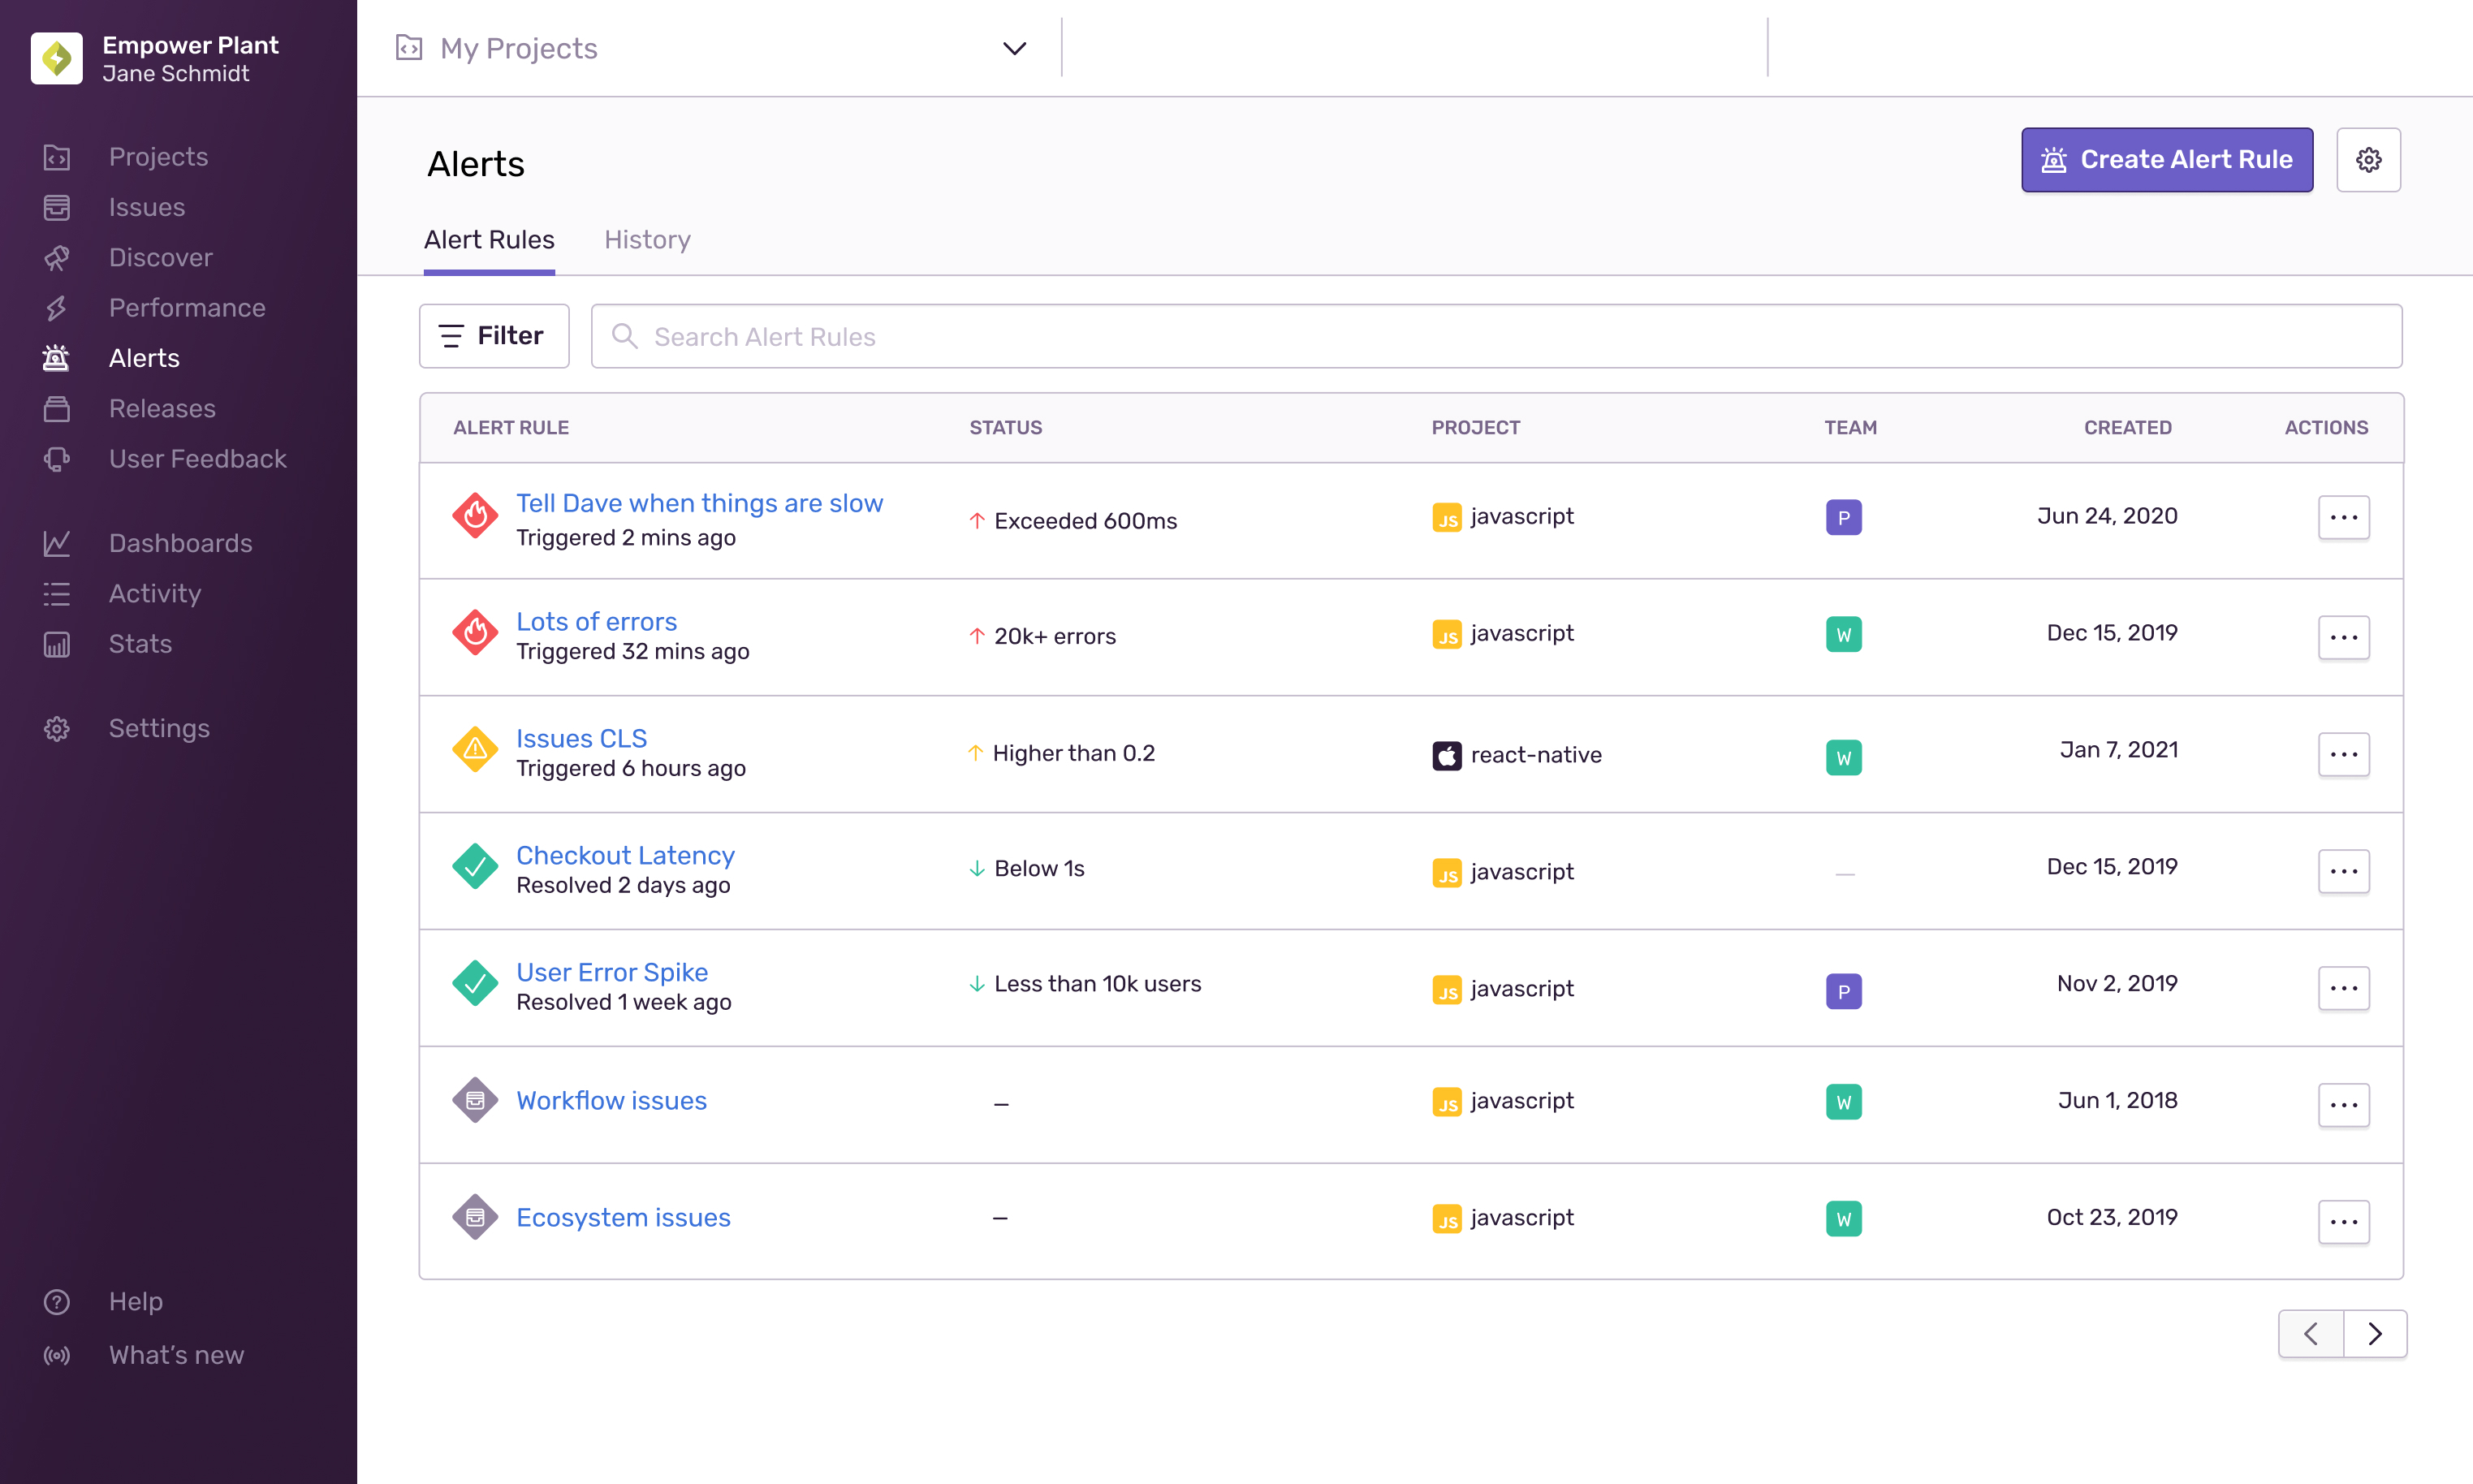 Empower Plant
Jane Schmidt
Projects
Issues
Discover
Performance
Alerts
Releases
User Feedback
Dashboards
Activity
Stats
Settings
Help
What's new
My Projects
Alerts
Create Alert Rule
Alert Rules History
Filter
Search Alert Rules
ALERT RULE STATUS PROJECT TEAM CREATED ACTIONS
Tell Dave when things are slow
Triggered 2 mins ago
Exceeded 600ms
JS javascript
P
Jun 24, 2020
Lots of errors
Triggered 32 mins ago
20k+ errors
JS javascript
W
Dec 15, 2019
Issues CLS
Triggered 6 hours ago
Higher than 0.2
react-native
W
Jan 7, 2021
Checkout Latency
Resolved 2 days ago
Below 1s
JS javascript
—
Dec 15, 2019
User Error Spike
Resolved 1 week ago
Less than 10k users
JS javascript
P
Nov 2, 2019
Workflow issues
–
JS javascript
W
Jun 1, 2018
Ecosystem issues
–
JS javascript
W
Oct 23, 2019